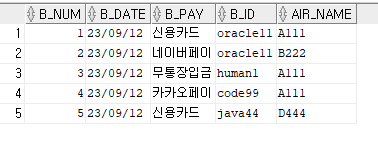 B_NUM B_DATE B_PAY B_ID AIR_NAME
1 1 23/09/12 신용카드 oracle11 A111
2 2 23/09/12 네이버페이 oracle11 B222
3 3 23/09/12 무통장입금 human1 A111
4 4 23/09/12 카카오페이 code99 A111
5 5 23/09/12 신용카드 java44 D444